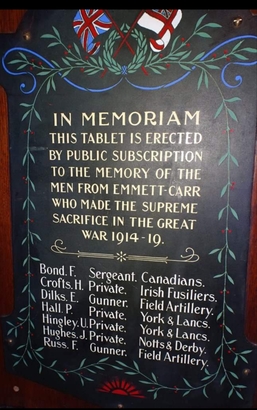 IN MEMORIAM
THIS TABLET IS ERECTED
BY PUBLIC SUBSCRIPTION
TO THE MEMORY OF THE
MEN FROM EMMETT-CARR
WHO MADE THE SUPREME
SACRIFICE IN THE GREAT
WAR 1914-19.
Bond. F. Sergeant. Canadians.
Crofts. H. Private. Irish Fusiliers.
Dilks. E. Gunner. Field Artillery.
Hall. P. Private. York & Lancs.
Hingley. U. Private. York & Lancs.
Hughes. J. Private. Notts & Derby.
Russ. F. Gunner. Field Artillery.